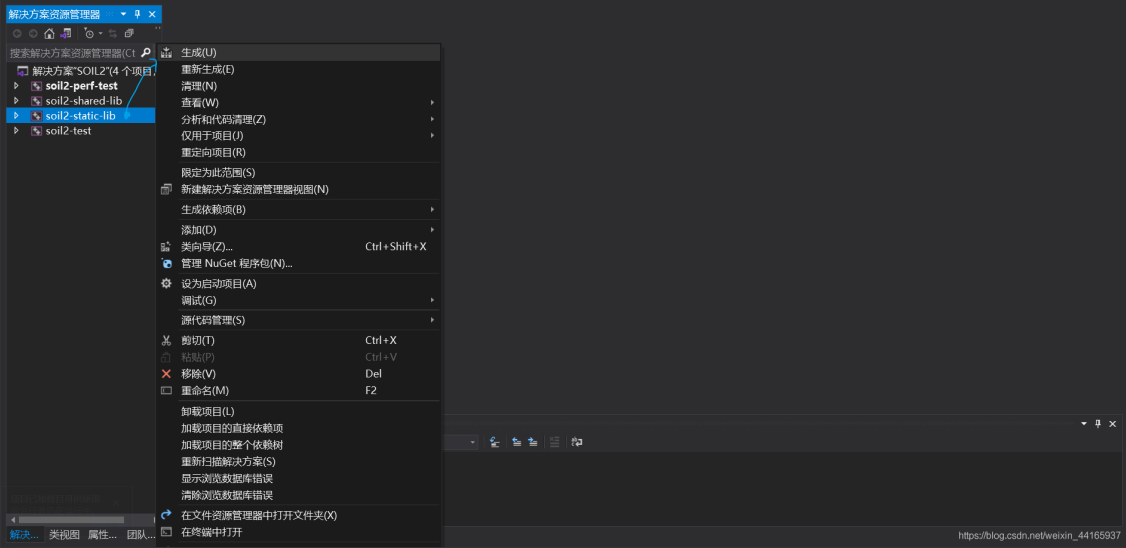 解决方案资源管理器
搜索解决方案资源管理器(Ct
解决方案"SOIL2"(4 个项目,
soil2-perf-test
soil2-shared-lib
soil2-static-lib
soil2-test
生成(U)
重新生成(E)
清理(N)
查看(W)
分析和代码清理(Z)
仅用于项目(J)
重定向项目(R)
限定为此范围(S)
新建解决方案资源管理器视图(N)
生成依赖项(B)
添加(D)
类向导(Z)... Ctrl+Shift+X
管理 NuGet 程序包(N)...
设为启动项目(A)
调试(G)
源代码管理(S)
剪切(T) Ctrl+X
粘贴(P) Ctrl+V
移除(V) Del
重命名(M) F2
卸载项目(L)
加载项目的直接依赖项
加载项目的整个依赖树
重新扫描解决方案(S)
显示浏览数据库错误
清除浏览数据库错误
在文件资源管理器中打开文件夹(X)
在终端中打开
解决... 类视图 属性... 团队...
https://blog.csdn.net/weixin_44165937